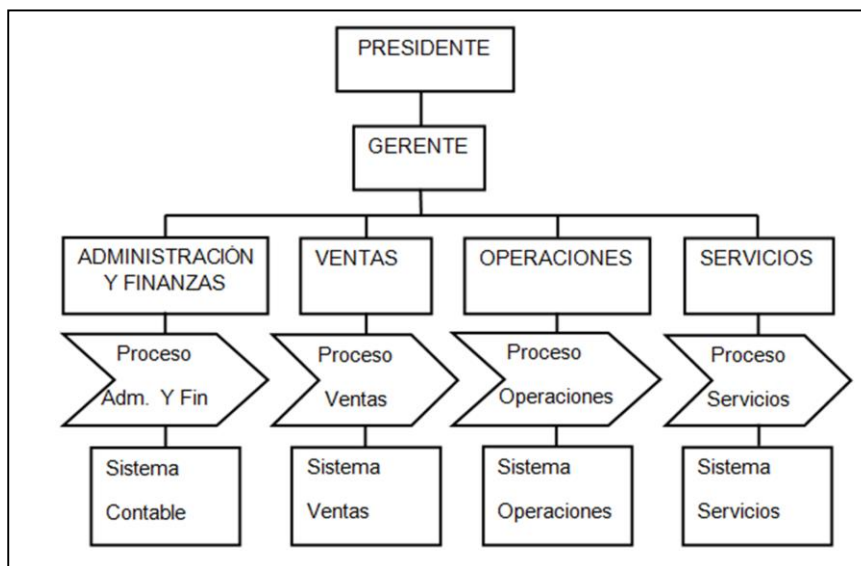 PRESIDENTE
GERENTE
ADMINISTRACIÓN
Y FINANZAS
VENTAS
OPERACIONES
SERVICIOS
Proceso
Adm. Y Fin
Proceso
Ventas
Proceso
Operaciones
Proceso
Servicios
Sistema
Contable
Sistema
Ventas
Sistema
Operaciones
Sistema
Servicios